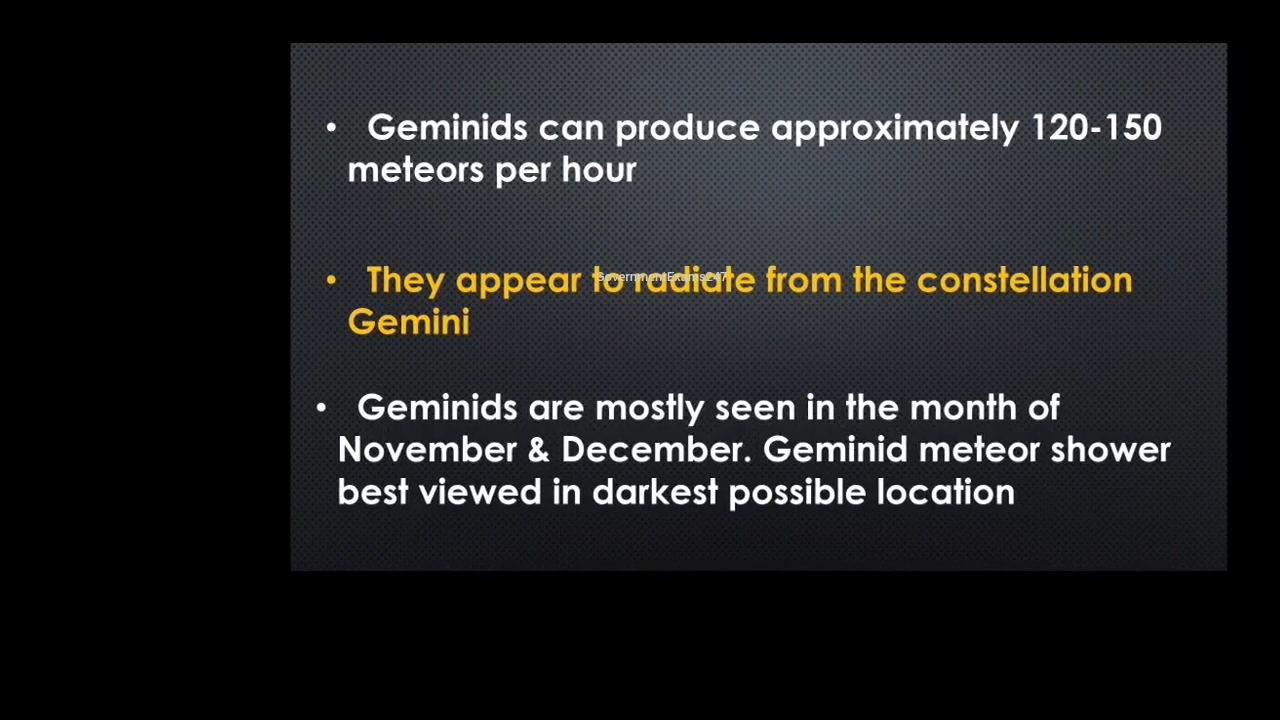 • Geminids can produce approximately 120-150
meteors per hour
• They appear to radiate from the constellation
GovernmentExams247
Gemini
• Geminids are mostly seen in the month of
November & December. Geminid meteor shower
best viewed in darkest possible location